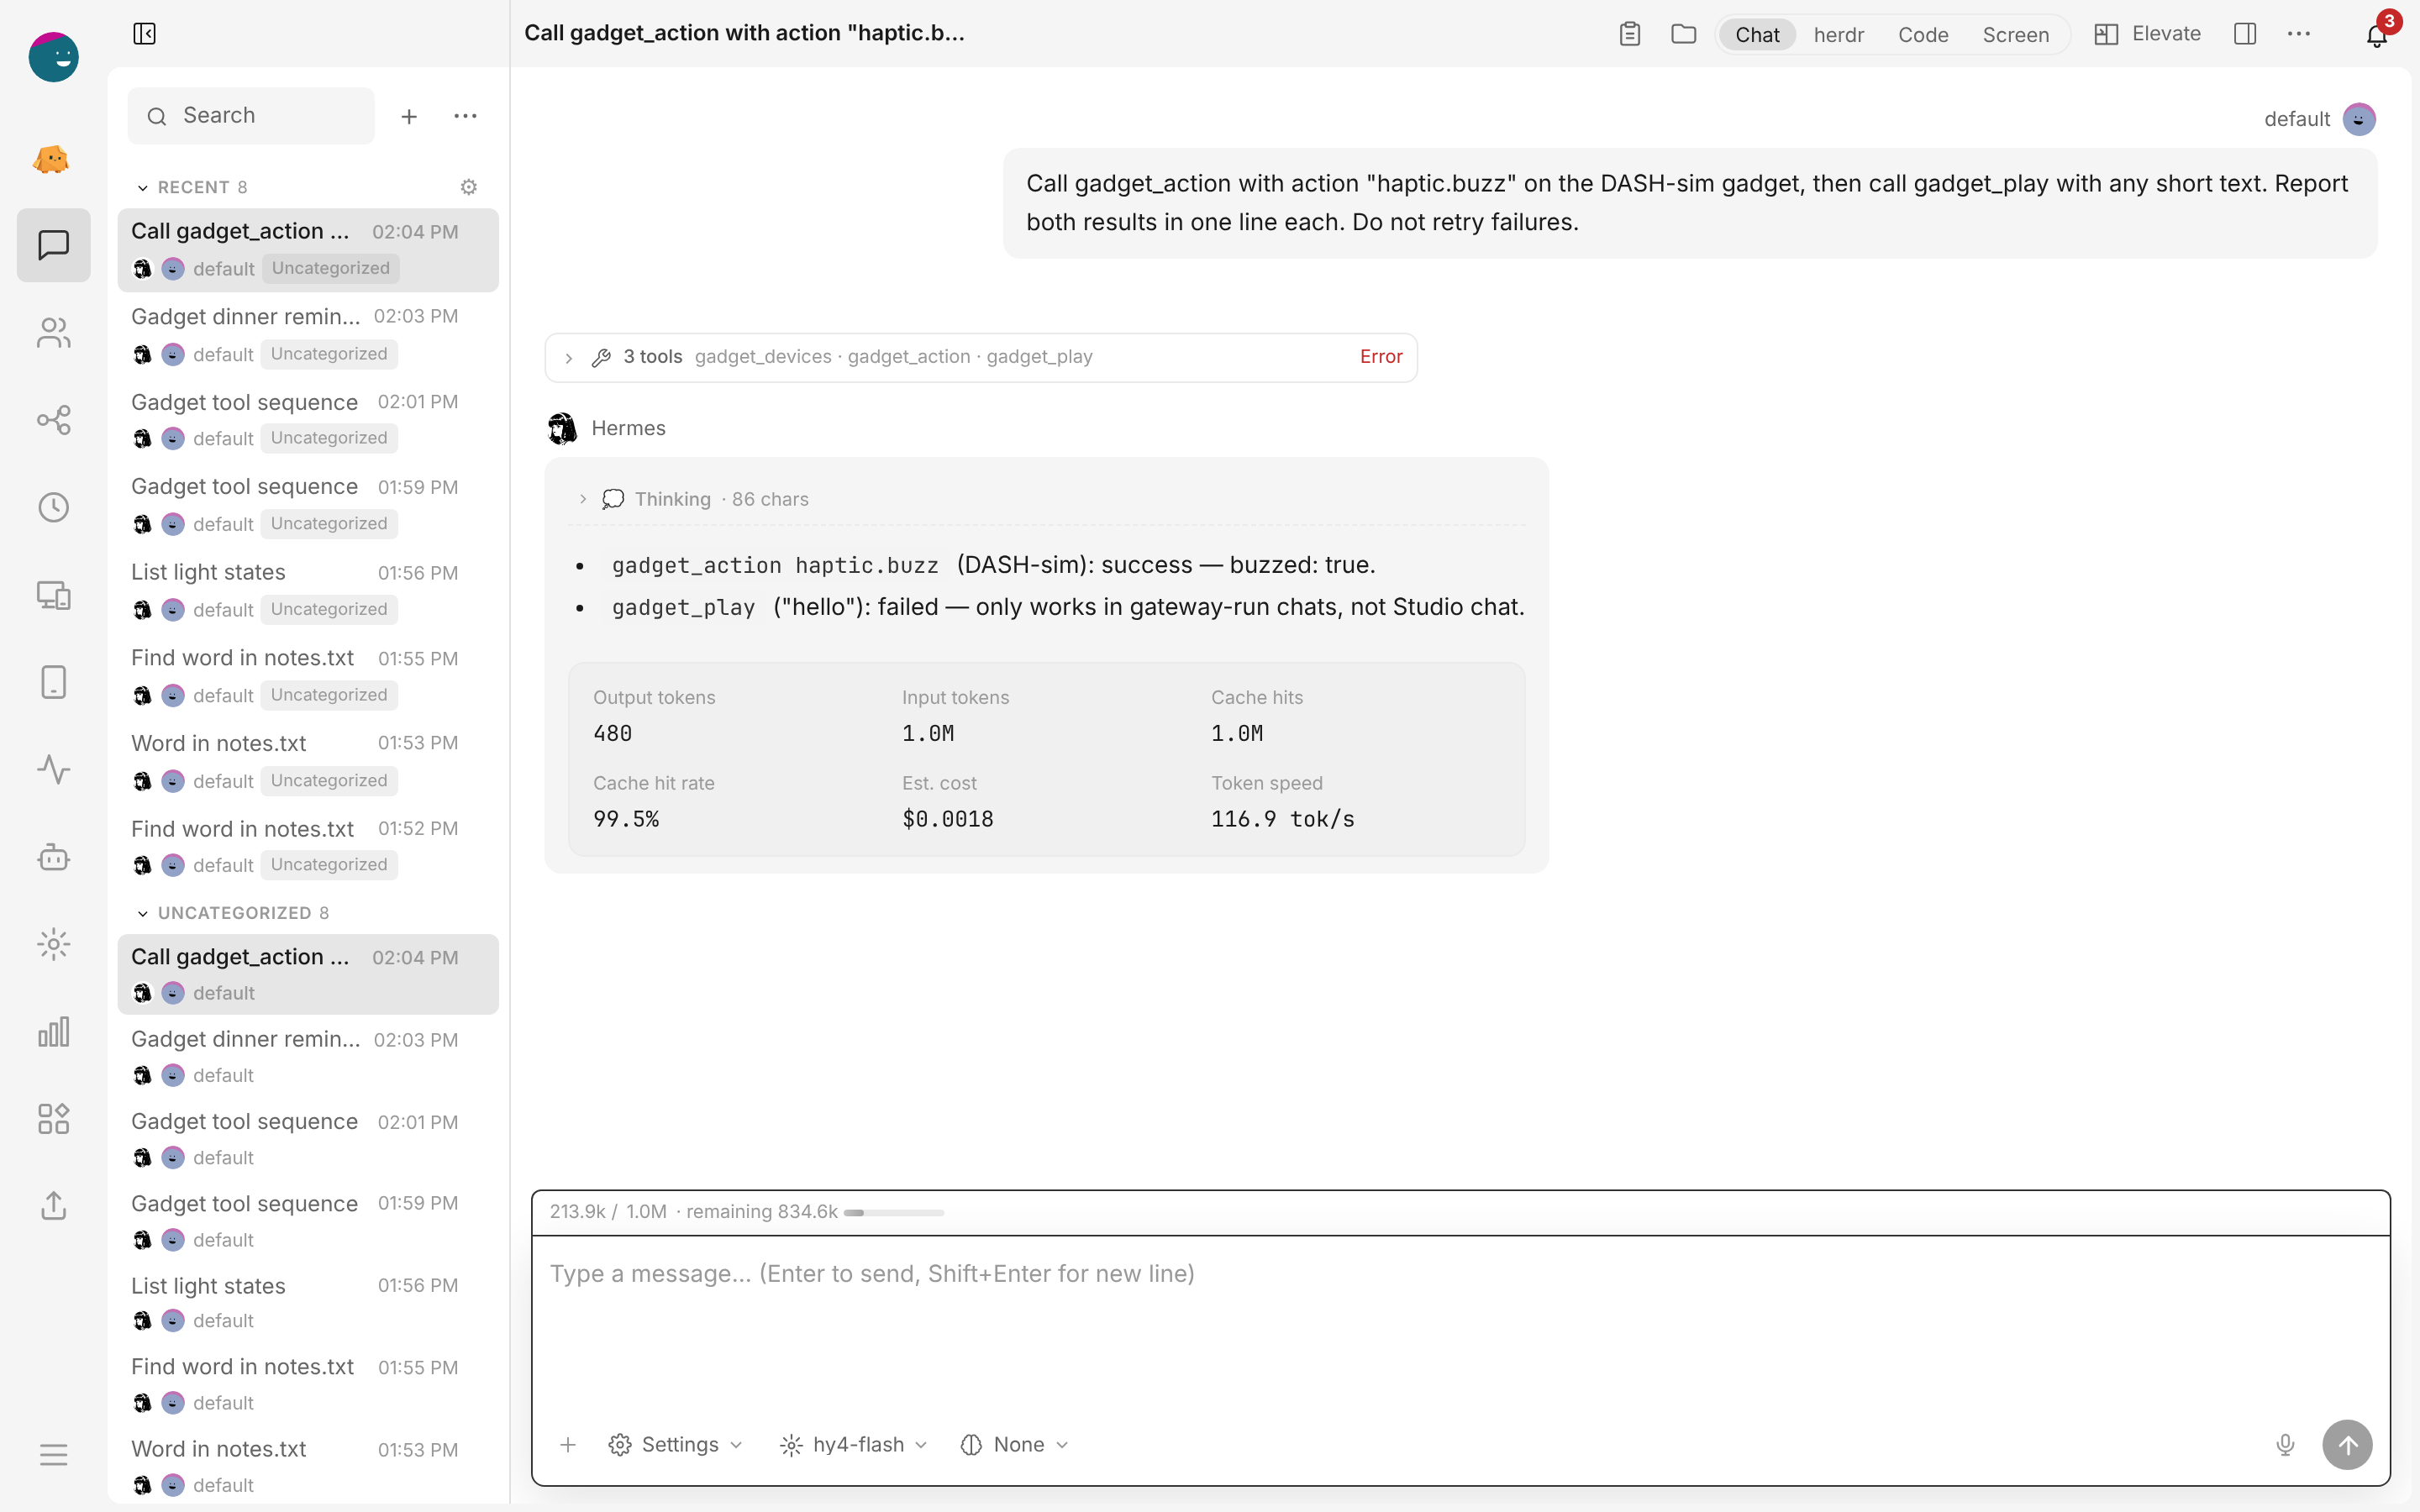 Call gadget_action with action "haptic.b...
Chat
herdr
Code
Screen
Elevate
3
Search
RECENT 8
Call gadget_action ... 02:04 PM
default Uncategorized
Gadget dinner remin... 02:03 PM
default Uncategorized
Gadget tool sequence 02:01 PM
default Uncategorized
Gadget tool sequence 01:59 PM
default Uncategorized
List light states 01:56 PM
default Uncategorized
Find word in notes.txt 01:55 PM
default Uncategorized
Word in notes.txt 01:53 PM
default Uncategorized
Find word in notes.txt 01:52 PM
default Uncategorized
UNCATEGORIZED 8
Call gadget_action ... 02:04 PM
default
Gadget dinner remin... 02:03 PM
default
Gadget tool sequence 02:01 PM
default
Gadget tool sequence 01:59 PM
default
List light states 01:56 PM
default
Find word in notes.txt 01:55 PM
default
Word in notes.txt 01:53 PM
default
default
Call gadget_action with action "haptic.buzz" on the DASH-sim gadget, then call gadget_play with any short text. Report
both results in one line each. Do not retry failures.
3 tools gadget_devices · gadget_action · gadget_play Error
Hermes
Thinking · 86 chars
• gadget_action haptic.buzz (DASH-sim): success — buzzed: true.
• gadget_play ("hello"): failed — only works in gateway-run chats, not Studio chat.
Output tokens Input tokens Cache hits
480 1.0M 1.0M
Cache hit rate Est. cost Token speed
99.5% $0.0018 116.9 tok/s
213.9k / 1.0M · remaining 834.6k
Type a message... (Enter to send, Shift+Enter for new line)
Settings hy4-flash None